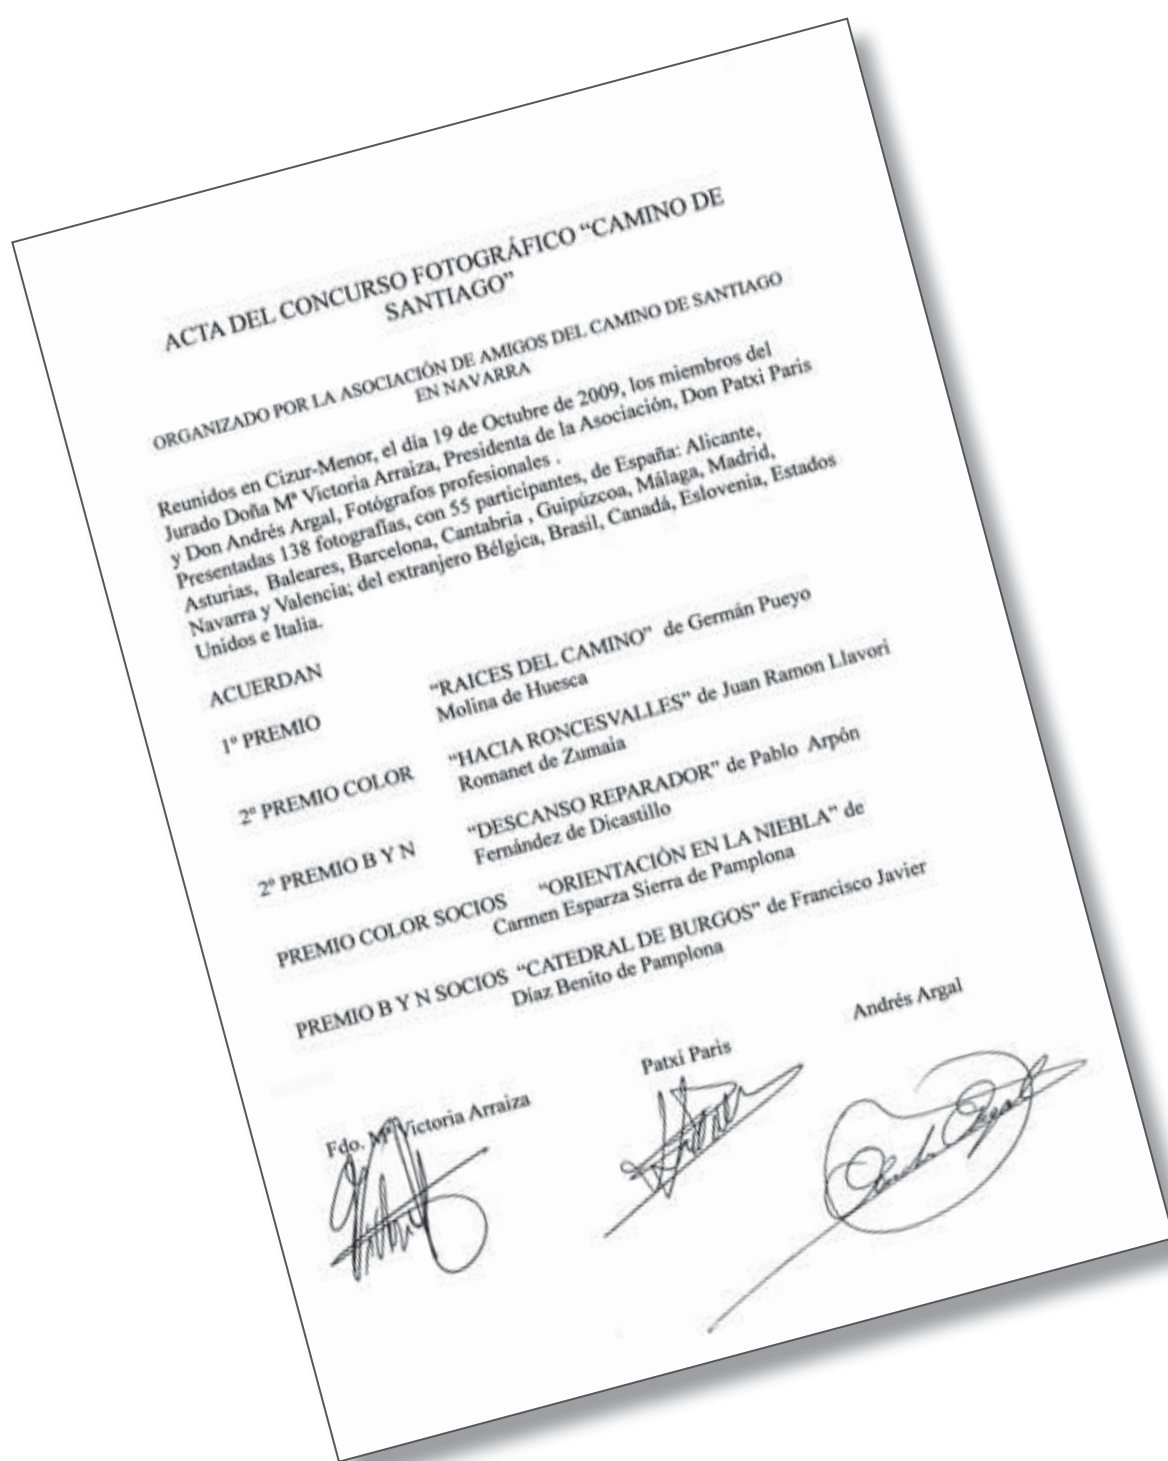 ACTA DEL CONCURSO FOTOGRÁFICO “CAMINO DE
SANTIAGO”
ORGANIZADO POR LA ASOCIACIÓN DE AMIGOS DEL CAMINO DE SANTIAGO
EN NAVARRA
Reunidos en Cizur-Menor, el día 19 de Octubre de 2009, los miembros del
Jurado Doña Mª Victoria Arraiza, Presidenta de la Asociación, Don Patxi Paris
y Don Andrés Argal, Fotógrafos profesionales .
Presentadas 138 fotografías, con 55 participantes, de España: Alicante,
Asturias, Baleares, Barcelona, Cantabria , Guipúzcoa, Málaga, Madrid,
Navarra y Valencia; del extranjero Bélgica, Brasil, Canadá, Eslovenia, Estados
Unidos e Italia.
ACUERDAN
1º PREMIO “RAICES DEL CAMINO” de Germán Pueyo
Molina de Huesca
2º PREMIO COLOR “HACIA RONCESVALLES” de Juan Ramon Llavori
Romanet de Zumaia
2º PREMIO B Y N “DESCANSO REPARADOR” de Pablo Arpón
Fernández de Dicastillo
PREMIO COLOR SOCIOS “ORIENTACIÓN EN LA NIEBLA” de
Carmen Esparza Sierra de Pamplona
PREMIO B Y N SOCIOS “CATEDRAL DE BURGOS” de Francisco Javier
Díaz Benito de Pamplona
Fdo. Mª Victoria Arraiza Patxi Paris Andrés Argal